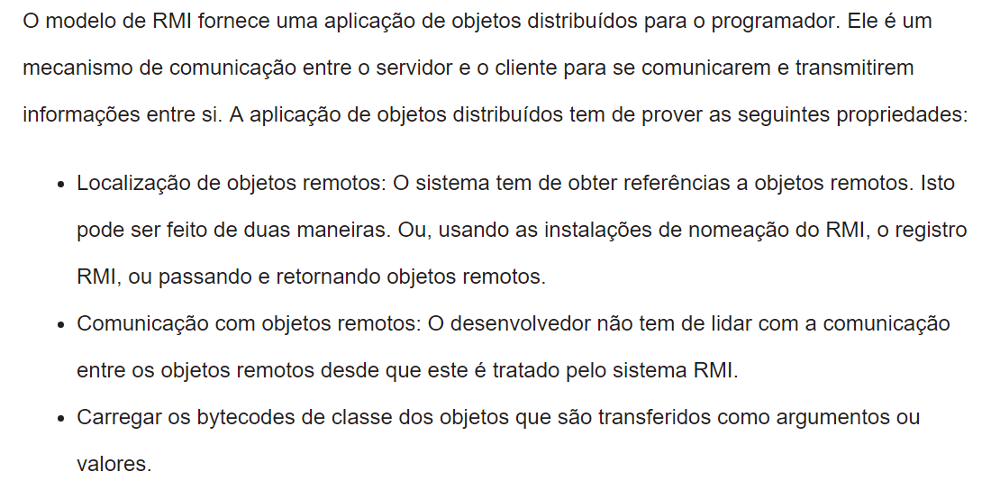 O modelo de RMI fornece uma aplicação de objetos distribuídos para o programador. Ele é um
mecanismo de comunicação entre o servidor e o cliente para se comunicarem e transmitirem
informações entre si. A aplicação de objetos distribuídos tem de prover as seguintes propriedades:
• Localização de objetos remotos: O sistema tem de obter referências a objetos remotos. Isto
pode ser feito de duas maneiras. Ou, usando as instalações de nomeação do RMI, o registro
RMI, ou passando e retornando objetos remotos.
• Comunicação com objetos remotos: O desenvolvedor não tem de lidar com a comunicação
entre os objetos remotos desde que este é tratado pelo sistema RMI.
• Carregar os bytecodes de classe dos objetos que são transferidos como argumentos ou
valores.